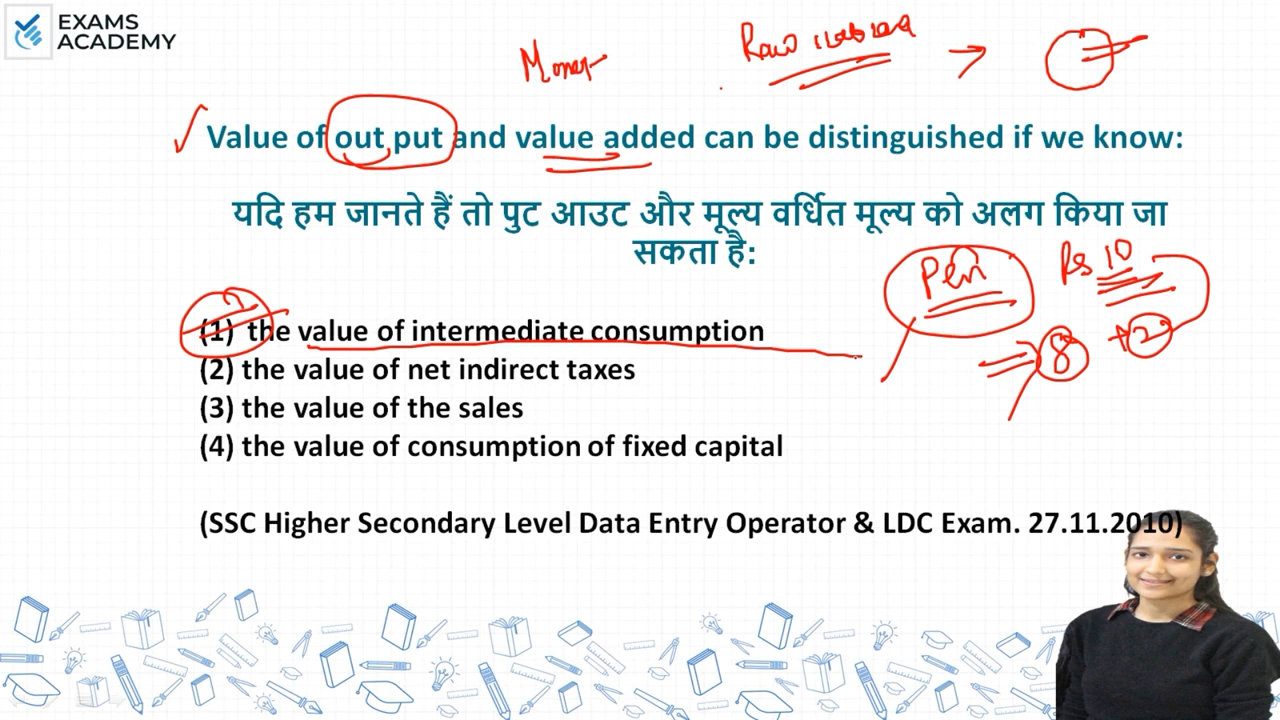 EXAMS
ACADEMY
Money
Raw material
Value of out put and value added can be distinguished if we know:
यदि हम जानते हैं तो पुट आउट और मूल्य वर्धित मूल्य को अलग किया जा
सकता है:
Pen
Rs 10
8 +2
(1) the value of intermediate consumption
(2) the value of net indirect taxes
(3) the value of the sales
(4) the value of consumption of fixed capital
(SSC Higher Secondary Level Data Entry Operator & LDC Exam. 27.11.2010)